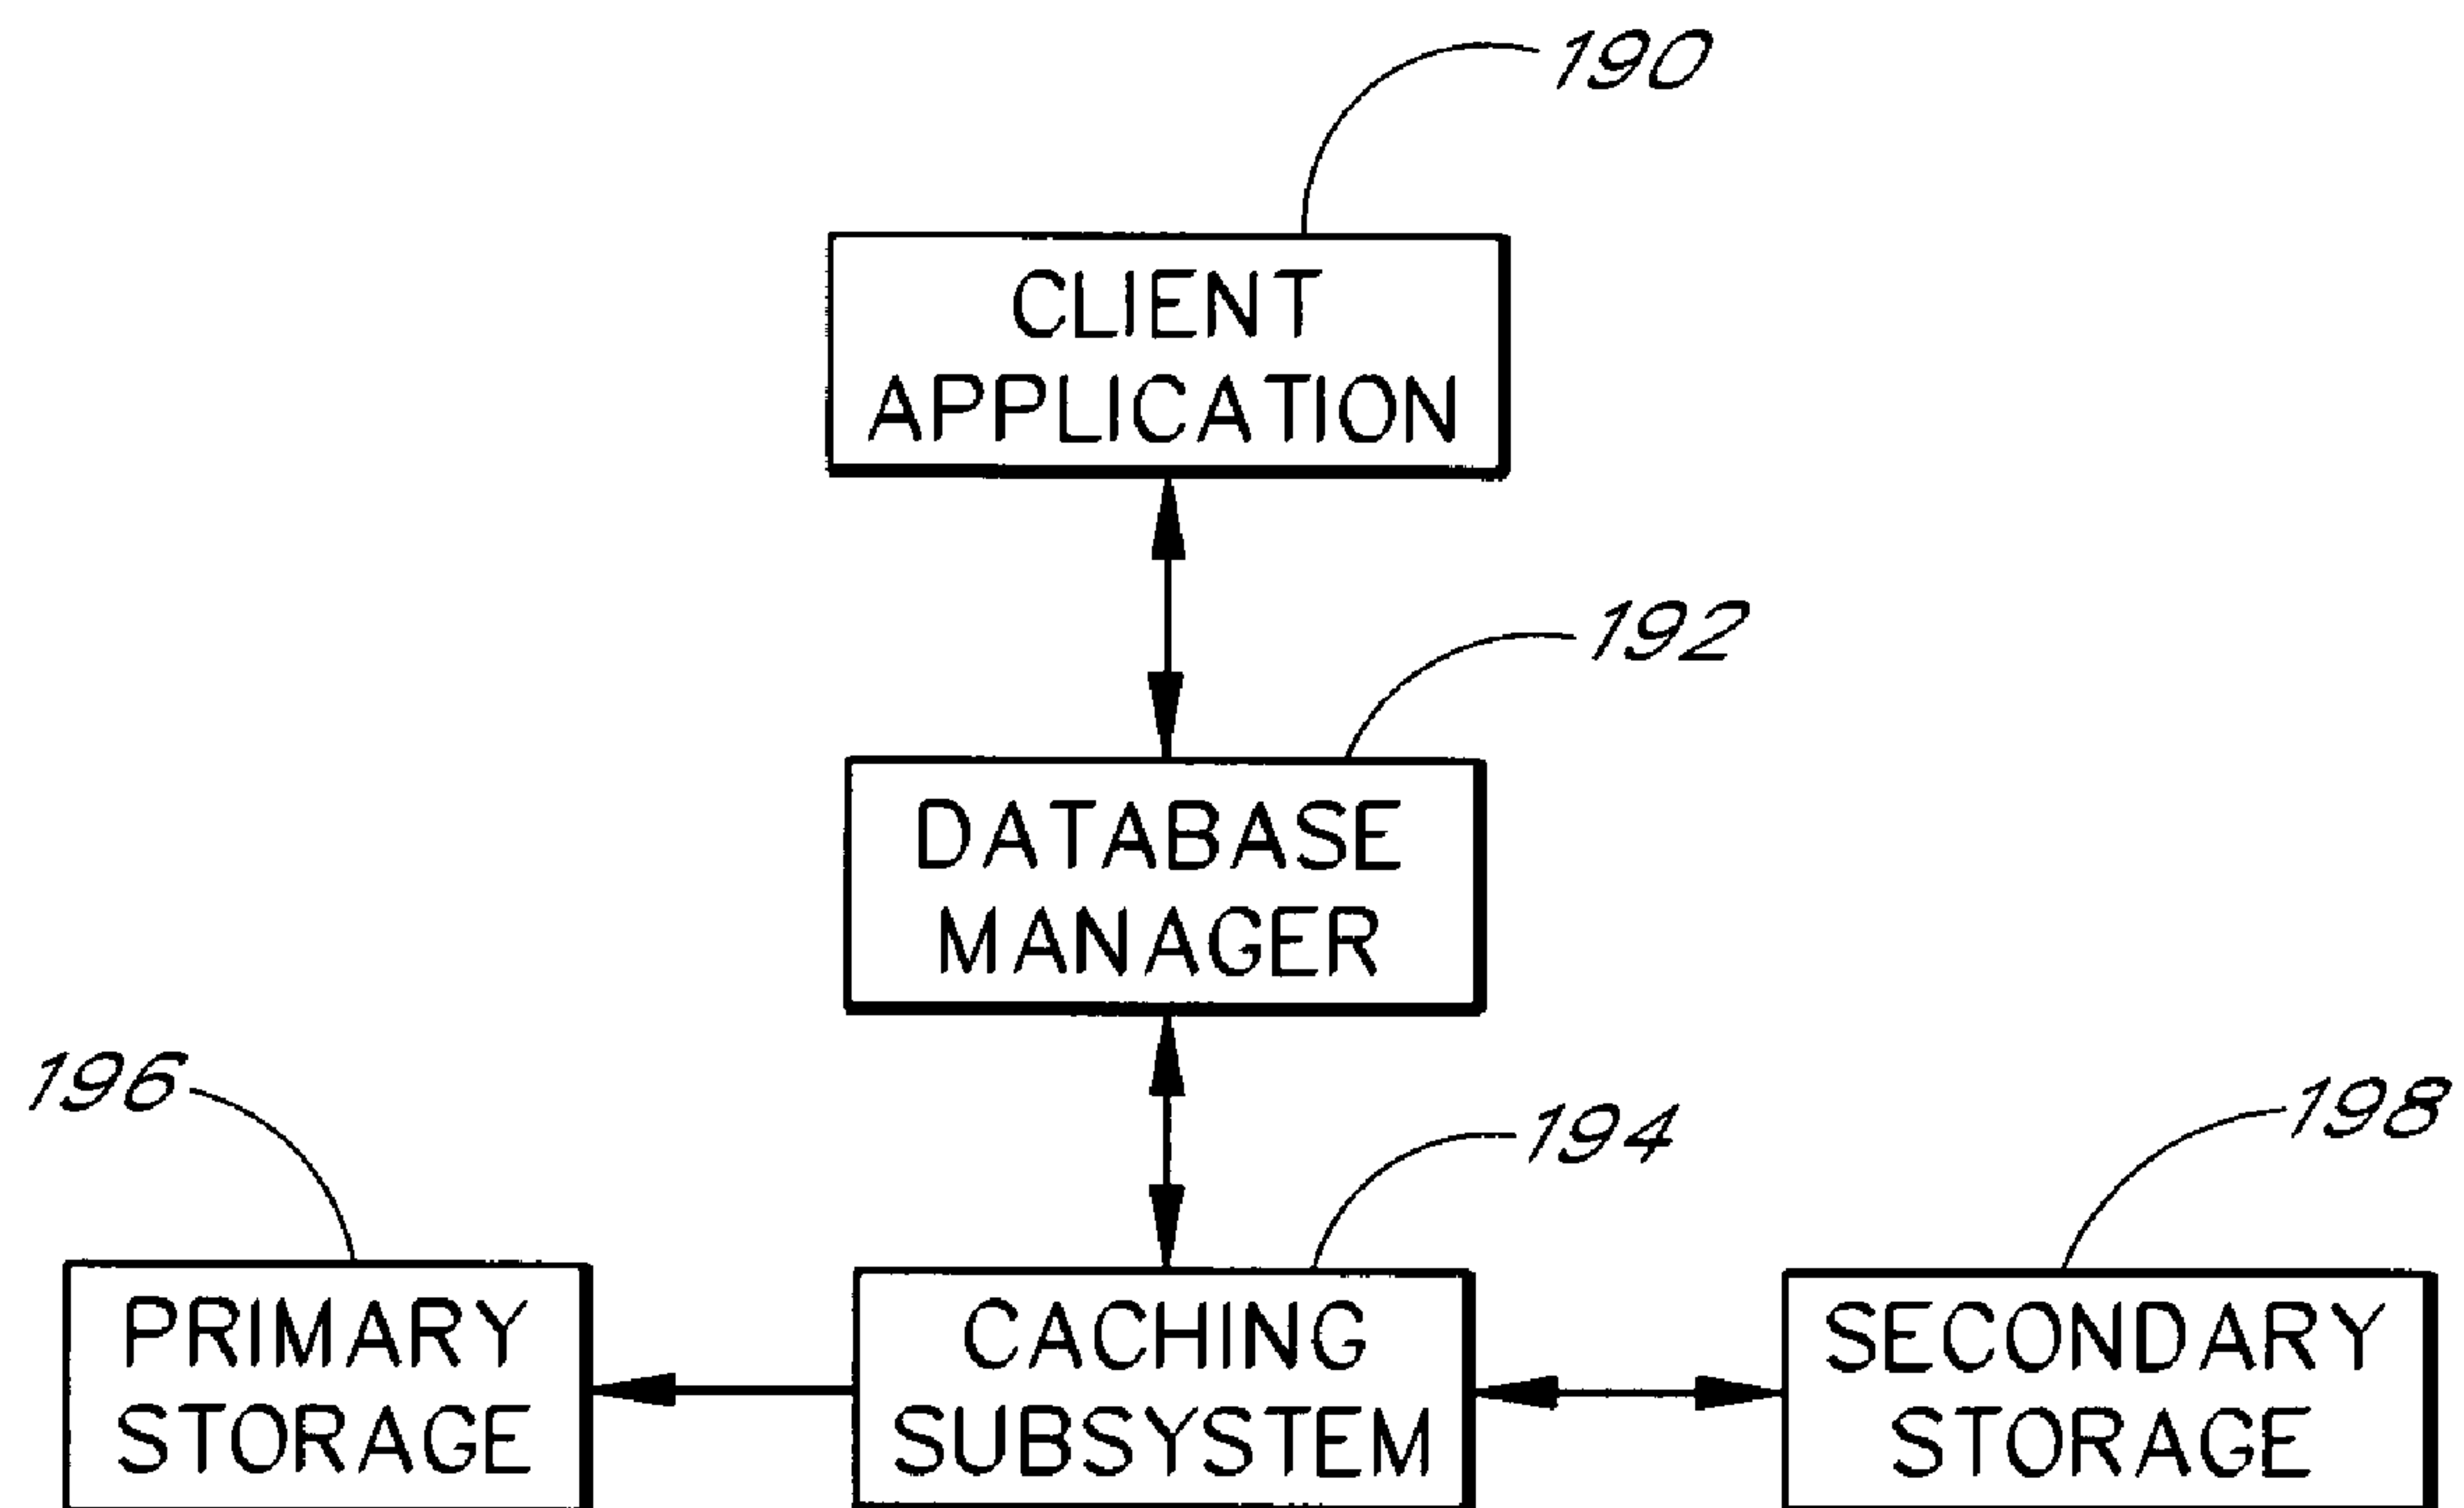 190
CLIENT
APPLICATION
192
DATABASE
MANAGER
196
194
198
PRIMARY
STORAGE
CACHING
SUBSYSTEM
SECONDARY
STORAGE